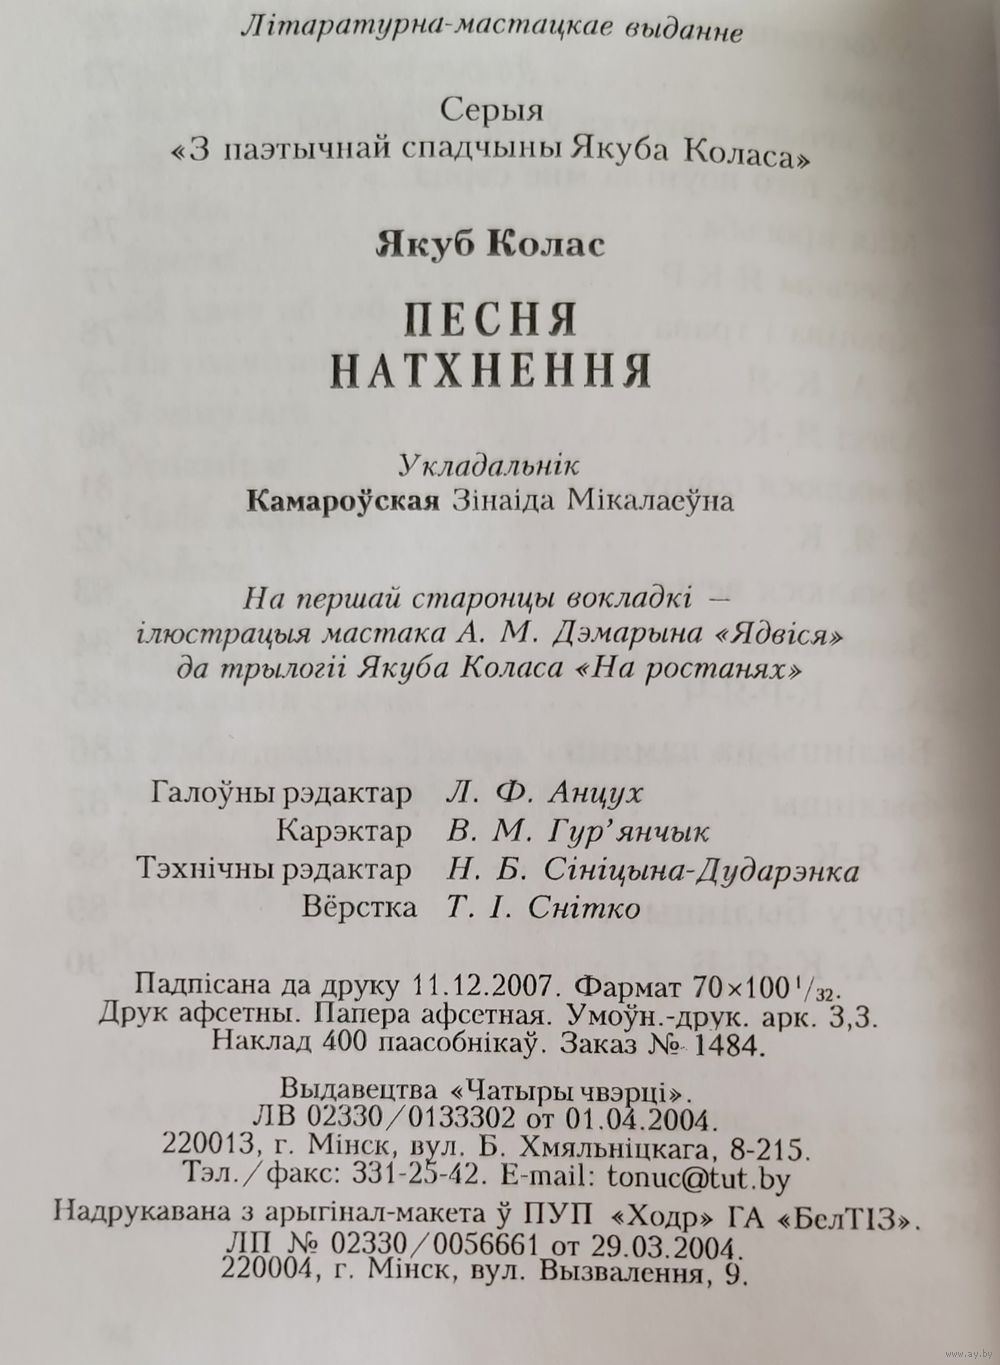 Літаратурна-мастацкае выданне
Серыя
«З паэтычнай спадчыны Якуба Коласа»
Якуб Колас
ПЕСНЯ
НАТХНЕННЯ
Укладальнік
Камароўская Зінаіда Мікалаеўна
На першай старонцы вокладкі —
ілюстрацыя мастака А. М. Дэмарына «Ядвіся»
да трылогіі Якуба Коласа «На ростанях»
Галоўны рэдактар Л. Ф. Анцух
Карэктар В. М. Гур'янчык
Тэхнічны рэдактар Н. Б. Сініцына-Дударэнка
Вёрстка Т. І. Снітко
Падпісана да друку 11.12.2007. Фармат 70×100 1/32.
Друк афсетны. Папера афсетная. Умоўн.-друк. арк. 3,3.
Наклад 400 паасобнікаў. Заказ № 1484.
Выдавецтва «Чатыры чвэрці».
ЛВ 02330/0133302 от 01.04.2004.
220013, г. Мінск, вул. Б. Хмяльніцкага, 8-215.
Тэл./факс: 331-25-42. E-mail: tonuc@tut.by
Надрукавана з арыгінал-макета ў ПУП «Ходр» ГА «БелТІЗ».
ЛП № 02330/0056661 от 29.03.2004.
220004, г. Мінск, вул. Вызвалення, 9.
www.ay.by